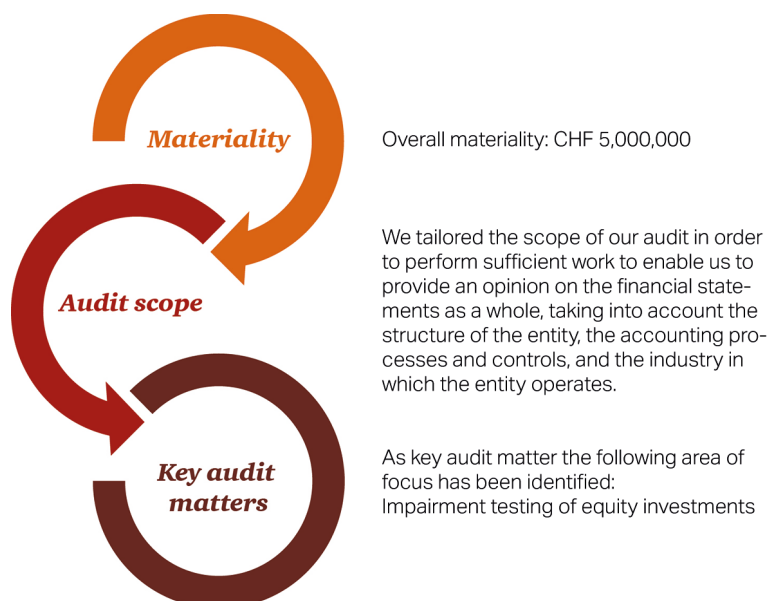 Materiality
Overall materiality: CHF 5,000,000
Audit scope
We tailored the scope of our audit in order
to perform sufficient work to enable us to
provide an opinion on the financial state-
ments as a whole, taking into account the
structure of the entity, the accounting pro-
cesses and controls, and the industry in
which the entity operates.
Key audit
matters
As key audit matter the following area of
focus has been identified:
Impairment testing of equity investments